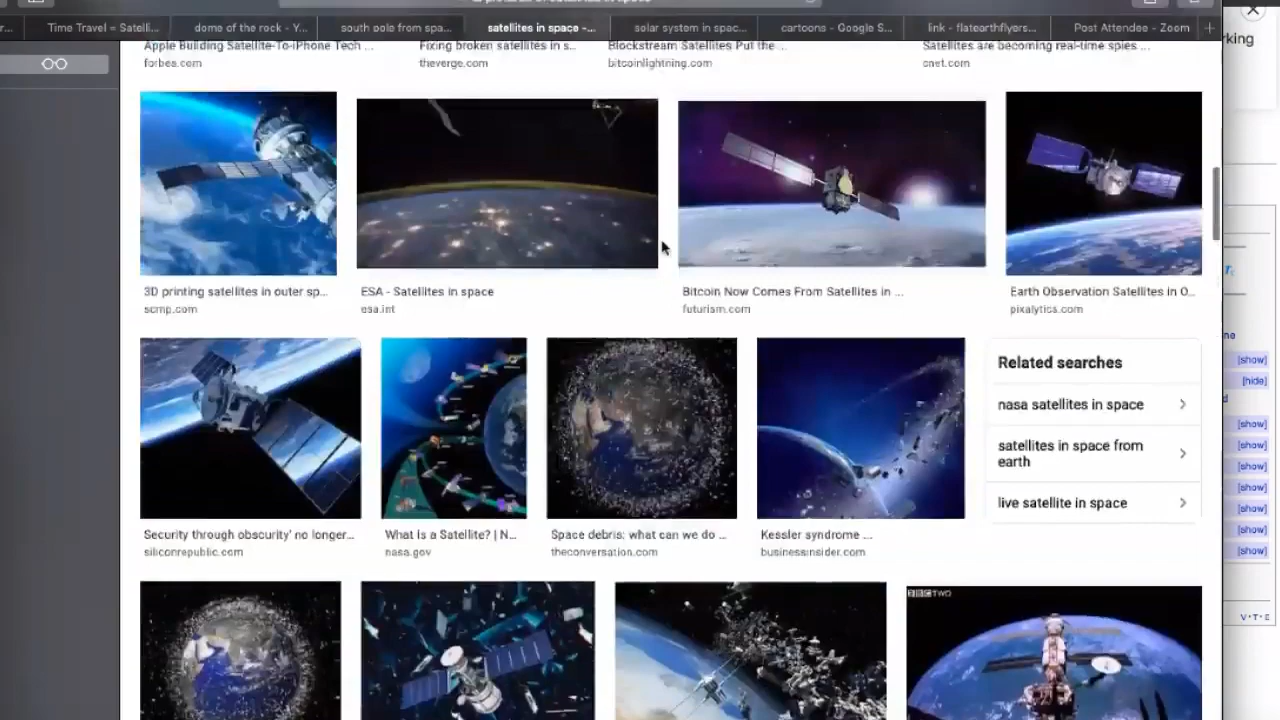 Time Travel = Satelli...
dome of the rock - Y...
south pole from spa...
satellites in space -...
solar system in spac...
cartoons - Google S...
link - flatearthflyers...
Post Attendee - Zoom
rking
Apple Building Satellite-To-iPhone Tech ...
Fixing broken satellites in s...
Blockstream Satellites Put the ...
Satellites are becoming real-time spies ...
forbes.com
theverge.com
bitcoinlightning.com
cnet.com
3D printing satellites in outer sp...
ESA - Satellites in space
Bitcoin Now Comes From Satellites in ...
Earth Observation Satellites in O...
scmp.com
esa.int
futurism.com
pixalytics.com
Related searches
nasa satellites in space
satellites in space from
earth
live satellite in space
Security through obscurity' no longer...
What Is a Satellite? | N...
Space debris: what can we do ...
Kessler syndrome ...
siliconrepublic.com
nasa.gov
theconversation.com
businessinsider.com
BBC TWO
ne
[show]
[hide]
d
[show]
[show]
[show]
[show]
[show]
[show]
[show]
V·T·E